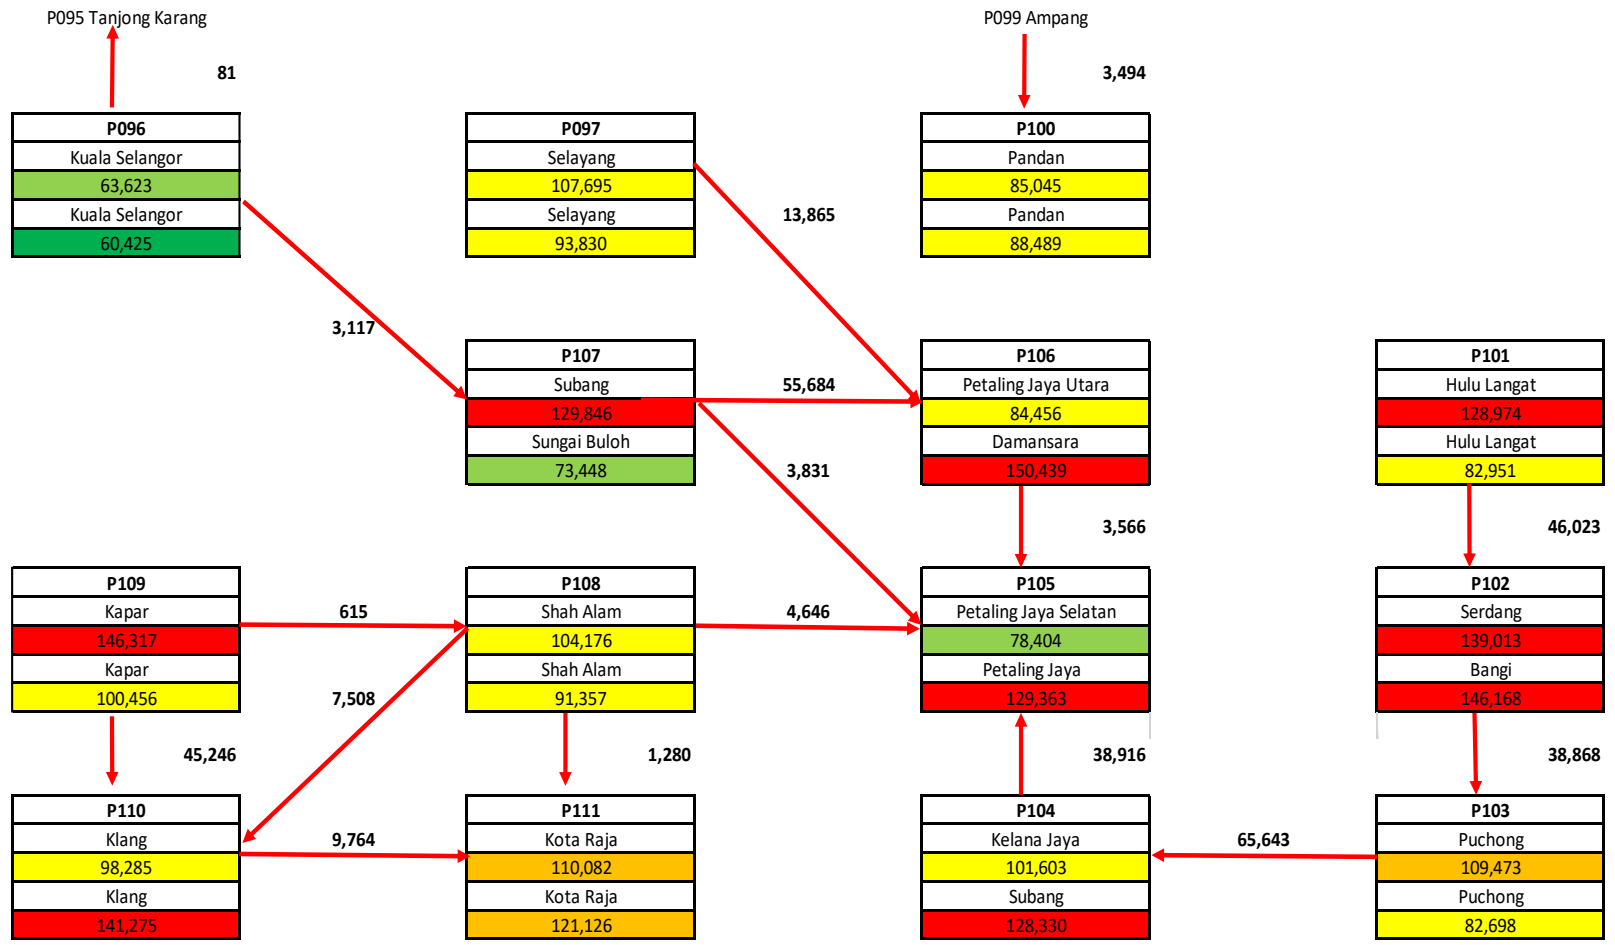 P095 Tanjong Karang
P099 Ampang
81
3,494
P096
Kuala Selangor
63,623
Kuala Selangor
60,425
P097
Selayang
107,695
Selayang
93,830
13,865
P100
Pandan
85,045
Pandan
88,489
3,117
P107
Subang
129,846
Sungai Buloh
73,448
55,684
3,831
P106
Petaling Jaya Utara
84,456
Damansara
150,439
P101
Hulu Langat
128,974
Hulu Langat
82,951
3,566
46,023
P109
Kapar
146,317
Kapar
100,456
615
7,508
P108
Shah Alam
104,176
Shah Alam
91,357
4,646
P105
Petaling Jaya Selatan
78,404
Petaling Jaya
129,363
P102
Serdang
139,013
Bangi
146,168
45,246
1,280
38,916
38,868
P110
Klang
98,285
Klang
141,275
9,764
P111
Kota Raja
110,082
Kota Raja
121,126
P104
Kelana Jaya
101,603
Subang
128,330
65,643
P103
Puchong
109,473
Puchong
82,698